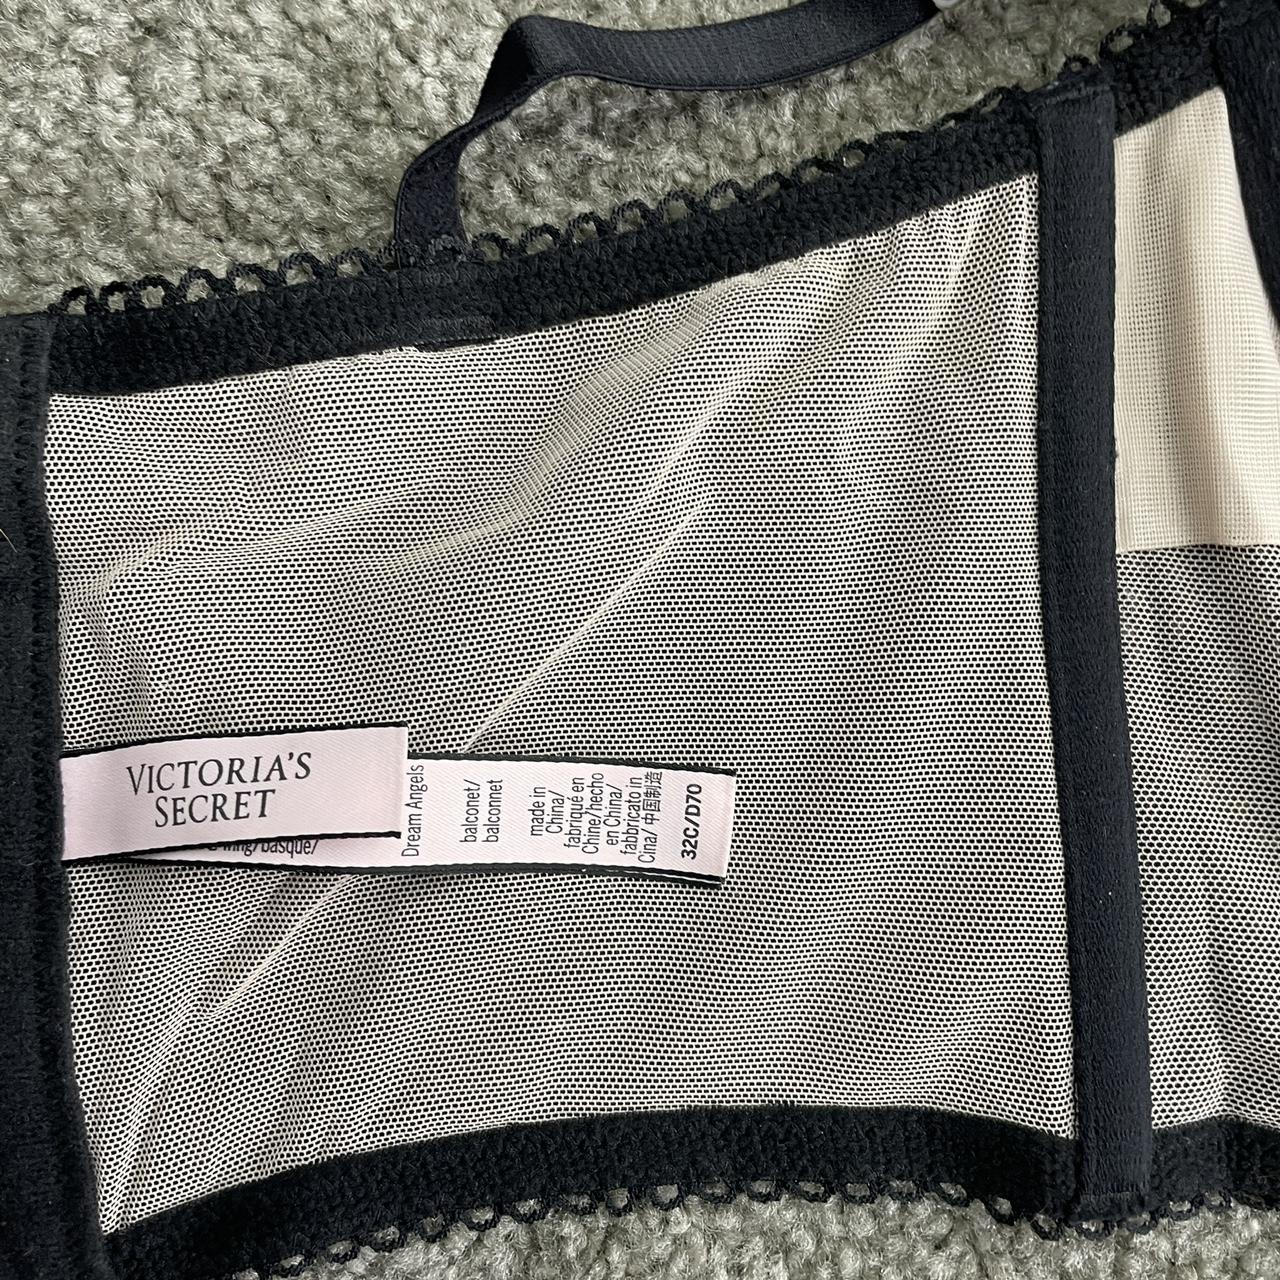 VICTORIA'S
SECRET
basque/
Dream Angels
balconet/
balconnet
made in
China/
fabriqué en
Chine/hecho
en China/
fabbricato in
Cina/ 中国制造
32C/D70